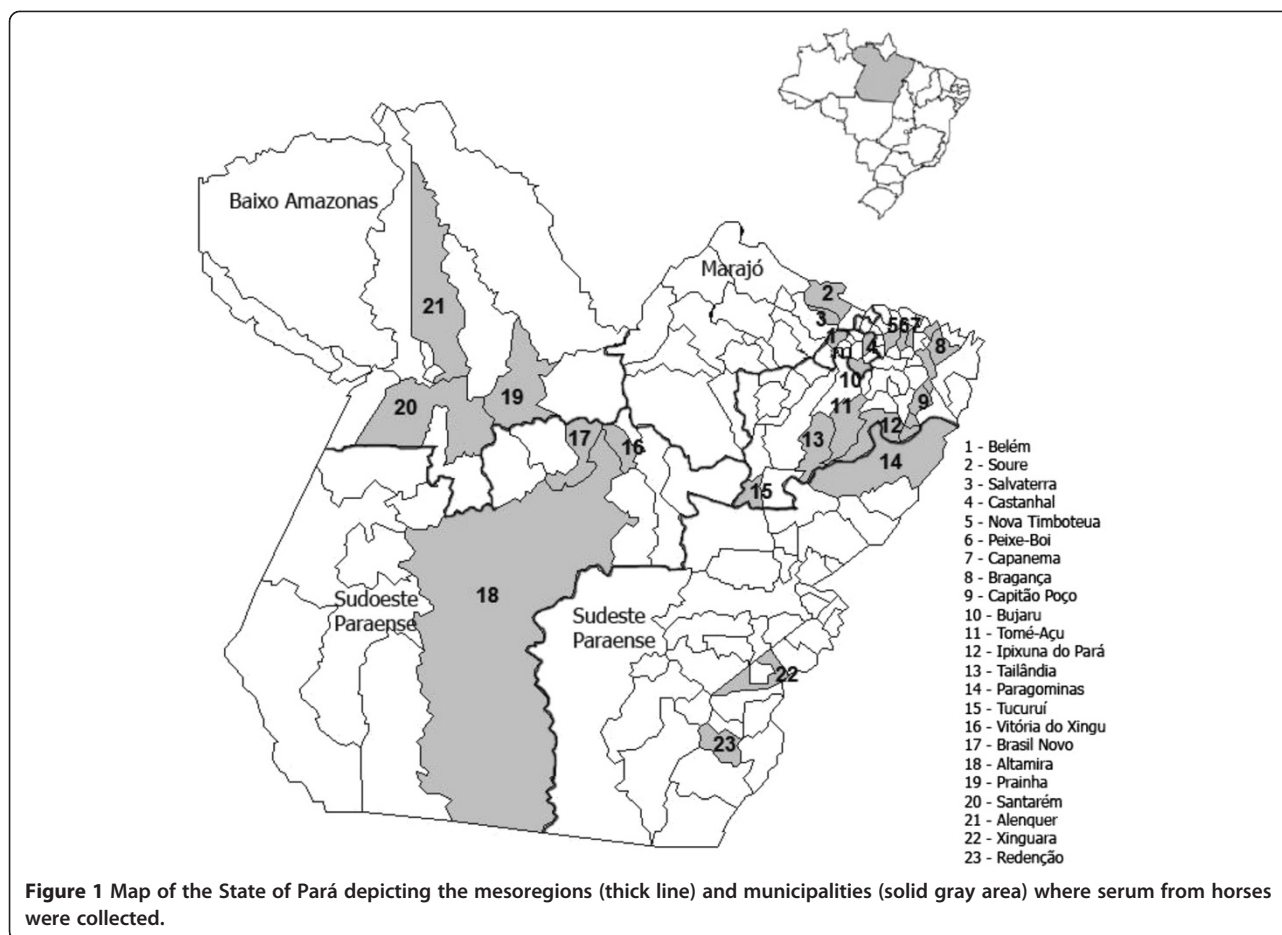 Baixo Amazonas
Marajó
2
21
3
5
6
7
1
4
8
10
9
19
20
11
12
17
13
16
14
15
1 - Belém
2 - Soure
3 - Salvaterra
4 - Castanhal
5 - Nova Timboteua
6 - Peixe-Boi
7 - Capanema
8 - Bragança
9 - Capitão Poço
10 - Bujaru
11 - Tomé-Açu
12 - Ipixuna do Pará
13 - Tailândia
14 - Paragominas
15 - Tucuruí
16 - Vitória do Xingu
17 - Brasil Novo
18 - Altamira
19 - Prainha
20 - Santarém
21 - Alenquer
22 - Xinguara
23 - Redenção
Sudoeste
Paraense
18
Sudeste
Paraense
22
23
Figure 1 Map of the State of Pará depicting the mesoregions (thick line) and municipalities (solid gray area) where serum from horses
were collected.